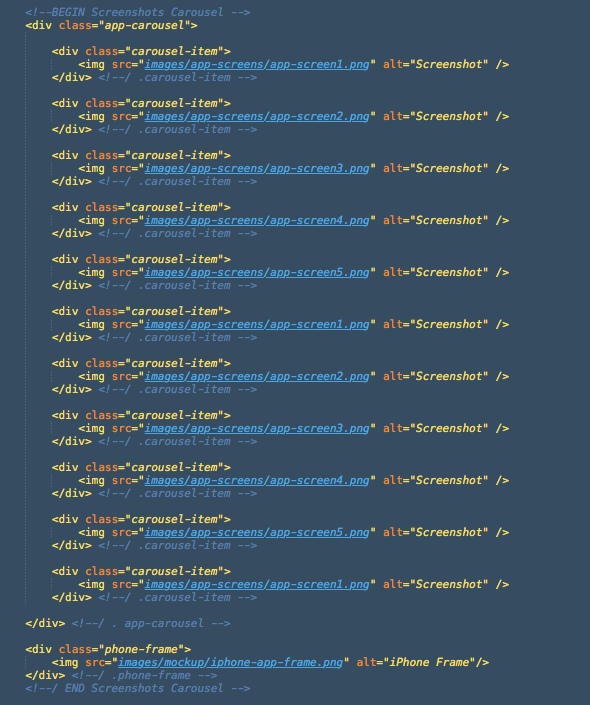 <!--BEGIN Screenshots Carousel -->
<div class="app-carousel">
<div class="carousel-item">
<img src="images/app-screens/app-screen1.png" alt="Screenshot" />
</div> <!--/ .carousel-item -->
<div class="carousel-item">
<img src="images/app-screens/app-screen2.png" alt="Screenshot" />
</div> <!--/ .carousel-item -->
<div class="carousel-item">
<img src="images/app-screens/app-screen3.png" alt="Screenshot" />
</div> <!--/ .carousel-item -->
<div class="carousel-item">
<img src="images/app-screens/app-screen4.png" alt="Screenshot" />
</div> <!--/ .carousel-item -->
<div class="carousel-item">
<img src="images/app-screens/app-screen5.png" alt="Screenshot" />
</div> <!--/ .carousel-item -->
<div class="carousel-item">
<img src="images/app-screens/app-screen1.png" alt="Screenshot" />
</div> <!--/ .carousel-item -->
<div class="carousel-item">
<img src="images/app-screens/app-screen2.png" alt="Screenshot" />
</div> <!--/ .carousel-item -->
<div class="carousel-item">
<img src="images/app-screens/app-screen3.png" alt="Screenshot" />
</div> <!--/ .carousel-item -->
<div class="carousel-item">
<img src="images/app-screens/app-screen4.png" alt="Screenshot" />
</div> <!--/ .carousel-item -->
<div class="carousel-item">
<img src="images/app-screens/app-screen5.png" alt="Screenshot" />
</div> <!--/ .carousel-item -->
<div class="carousel-item">
<img src="images/app-screens/app-screen1.png" alt="Screenshot" />
</div> <!--/ .carousel-item -->
</div> <!--/ . app-carousel -->
<div class="phone-frame">
<img src="images/mockup/iphone-app-frame.png" alt="iPhone Frame"/>
</div> <!--/ .phone-frame -->
<!--/ END Screenshots Carousel -->